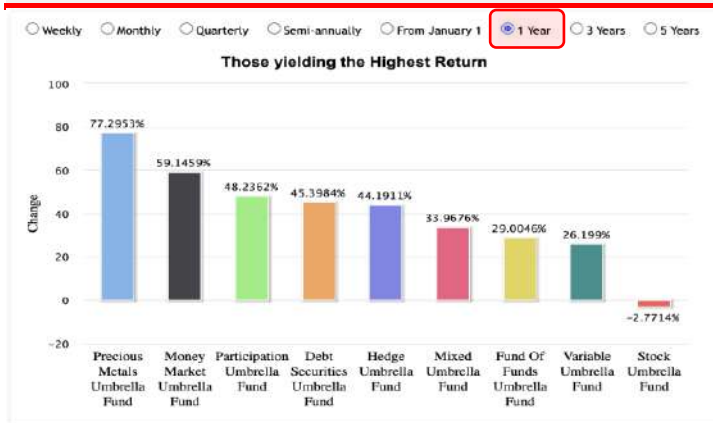 Weekly Monthly Quarterly Semi-annually From January 1 1 Year 3 Years 5 Years
Those yielding the Highest Return
100
80
60
40
20
0
-20
Change
77.2953%
59.1459%
48.2362%
45.3984%
44.1911%
33.9676%
29.0046%
26.199%
-2.7714%
Precious
Metals
Umbrella
Fund
Money
Market
Umbrella
Fund
Participation
Umbrella
Fund
Debt
Securities
Umbrella
Fund
Hedge
Umbrella
Fund
Mixed
Umbrella
Fund
Fund Of
Funds
Umbrella
Fund
Variable
Umbrella
Fund
Stock
Umbrella
Fund